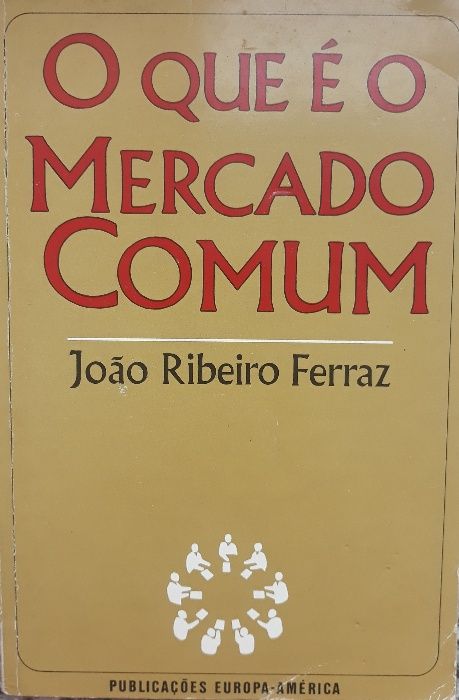 O QUE É O
MERCADO
COMUM
João Ribeiro Ferraz
PUBLICAÇÕES EUROPA-AMÉRICA